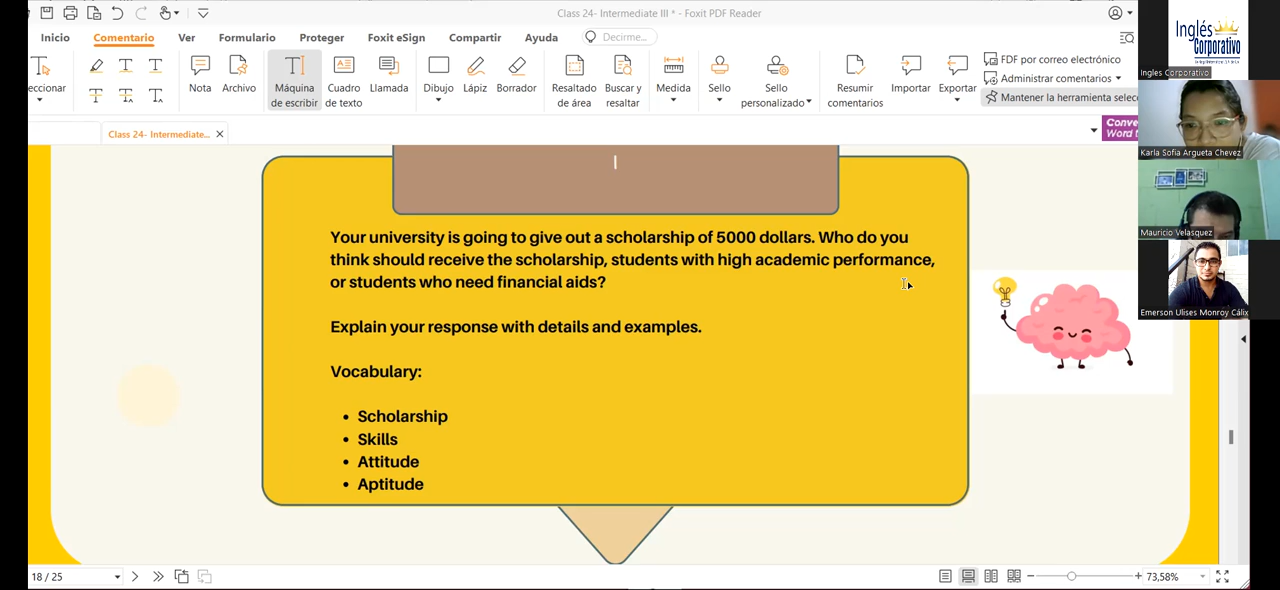 Class 24- Intermediate III * - Foxit PDF Reader
Inicio Comentario Ver Formulario Proteger Foxit eSign Compartir Ayuda Decirme...
eccionar
Nota
Archivo
Máquina de escribir
Cuadro de texto
Llamada
Dibujo
Lápiz
Borrador
Resaltado de área
Buscar y resaltar
Medida
Sello
Sello personalizado
Resumir comentarios
Importar
Exportar
FDF por correo electrónico
Administrar comentarios
Mantener la herramienta selecc
Class 24- Intermediate...
Conve
Word t
Your university is going to give out a scholarship of 5000 dollars. Who do you
think should receive the scholarship, students with high academic performance,
or students who need financial aids?
Explain your response with details and examples.
Vocabulary:
• Scholarship
• Skills
• Attitude
• Aptitude
18 / 25
73,58%
Inglés
Corporativo
Ingles Corporativo
Karla Sofia Argueta Chevez
Mauricio Velasquez
Emerson Ulises Monroy Cálix